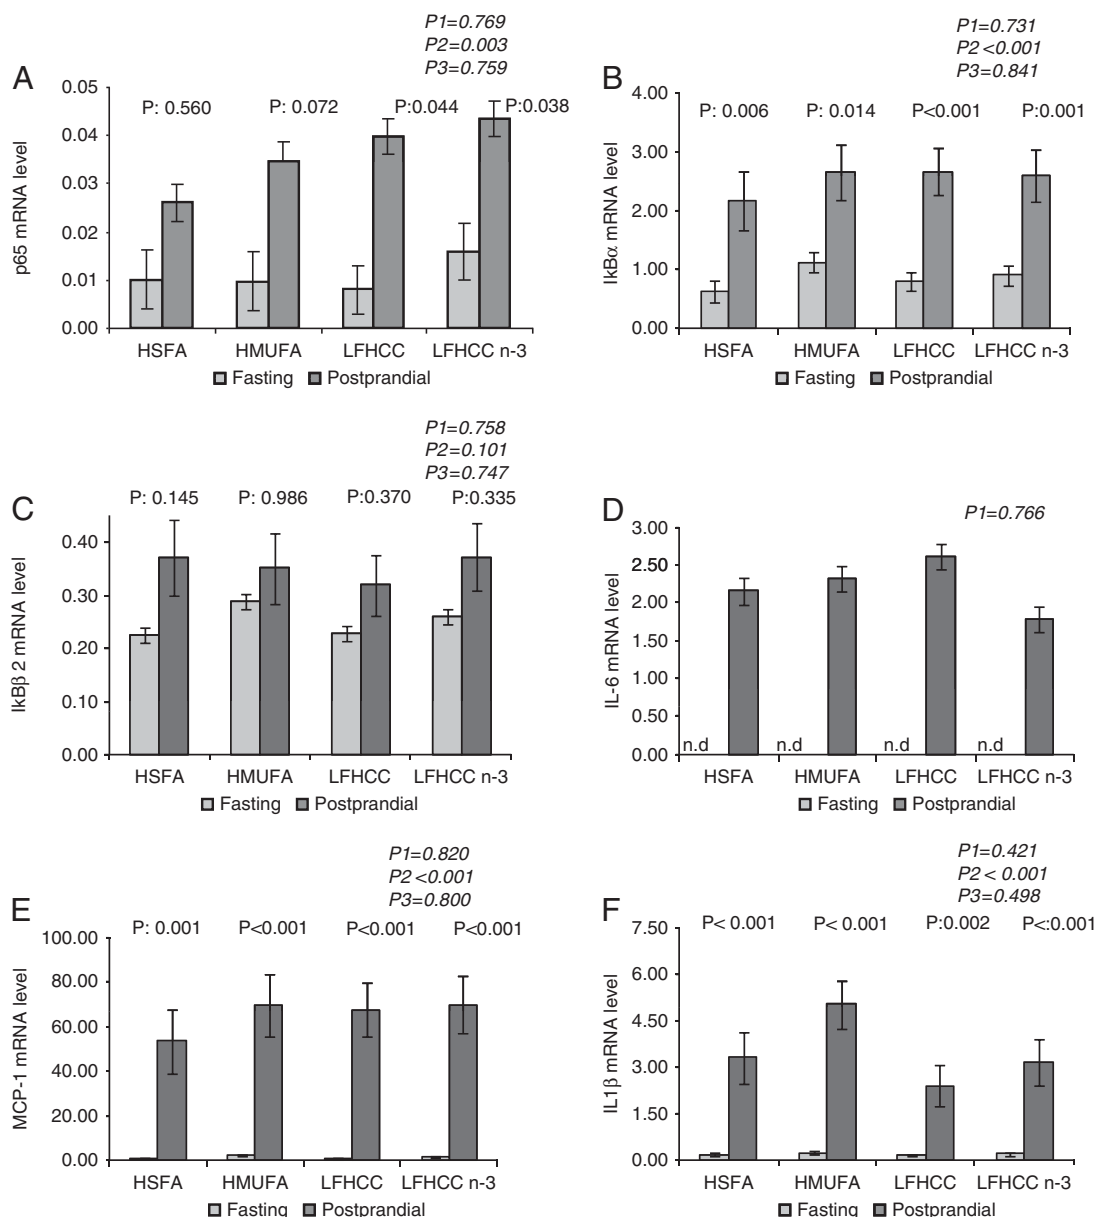 P1=0.769
P2=0.003
P3=0.759
A
P: 0.560 P: 0.072 P:0.044 P:0.038
p65 mRNA level
0.05
0.04
0.03
0.02
0.01
0.00
HSFA HMUFA LFHCC LFHCC n-3
Fasting Postprandial
P1=0.731
P2<0.001
P3=0.841
B
P: 0.006 P: 0.014 P<0.001 P:0.001
IkBα mRNA level
4.00
3.00
2.00
1.00
0.00
HSFA HMUFA LFHCC LFHCC n-3
Fasting Postprandial
P1=0.758
P2=0.101
P3=0.747
C
P: 0.145 P: 0.986 P:0.370 P:0.335
IkBβ 2 mRNA level
0.40
0.30
0.20
0.10
0.00
HSFA HMUFA LFHCC LFHCC n-3
Fasting Postprandial
D
P1=0.766
IL-6 mRNA level
3.00
2.50
2.00
1.50
1.00
0.50
0.00
n.d n.d n.d n.d
HSFA HMUFA LFHCC LFHCC n-3
Fasting Postprandial
P1=0.820
P2<0.001
P3=0.800
E
P: 0.001 P<0.001 P<0.001 P<0.001
MCP-1 mRNA level
100.00
80.00
60.00
40.00
20.00
0.00
HSFA HMUFA LFHCC LFHCC n-3
Fasting Postprandial
P1=0.421
P2< 0.001
P3=0.498
F
P< 0.001 P< 0.001 P:0.002 P<:0.001
IL1β mRNA level
7.50
6.00
4.50
3.00
1.50
0.00
HSFA HMUFA LFHCC LFHCC n-3
Fasting Postprandial